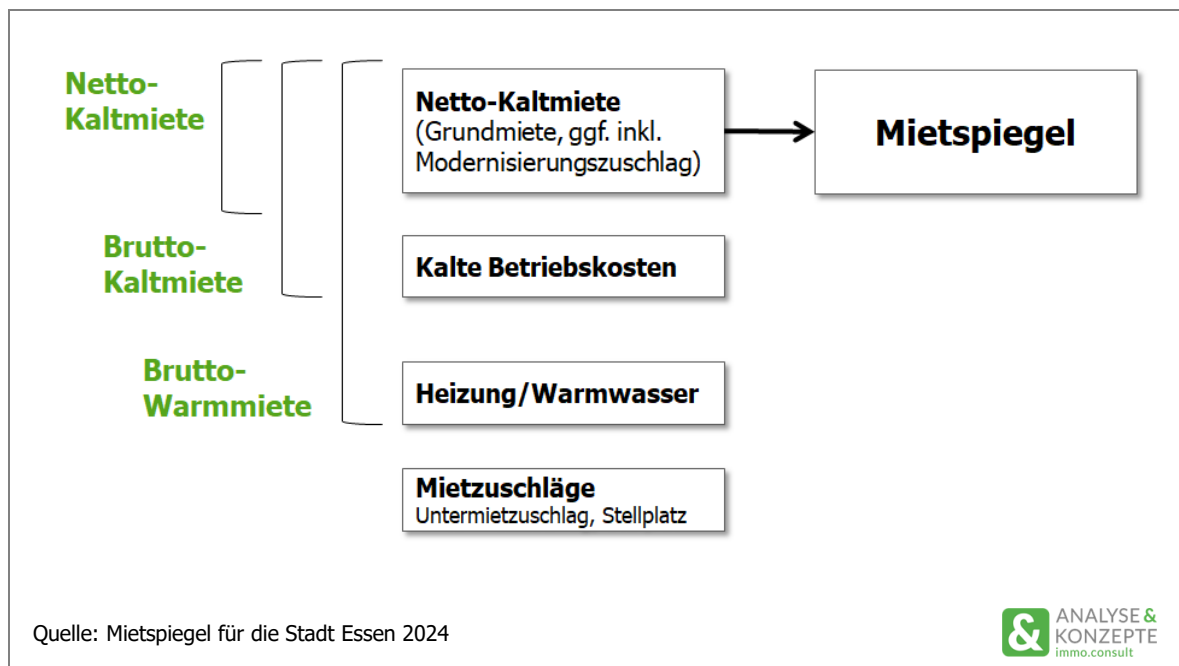 Netto-
Kaltmiete
Netto-Kaltmiete
(Grundmiete, ggf. inkl.
Modernisierungszuschlag)
Mietspiegel
Brutto-
Kaltmiete
Kalte Betriebskosten
Brutto-
Warmmiete
Heizung/Warmwasser
Mietzuschläge
Untermietzuschlag, Stellplatz
Quelle: Mietspiegel für die Stadt Essen 2024
&
ANALYSE &
KONZEPTE
immo.consult